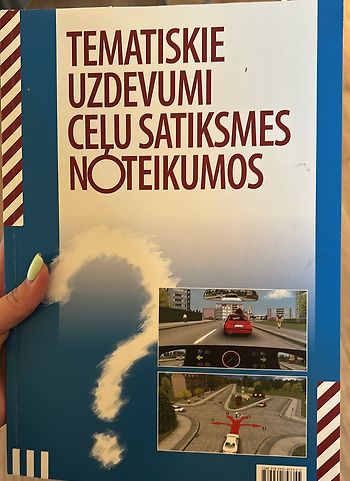 TEMATISKIE
UZDEVUMI
CEĻU SATIKSMES
NOTEIKUMOS